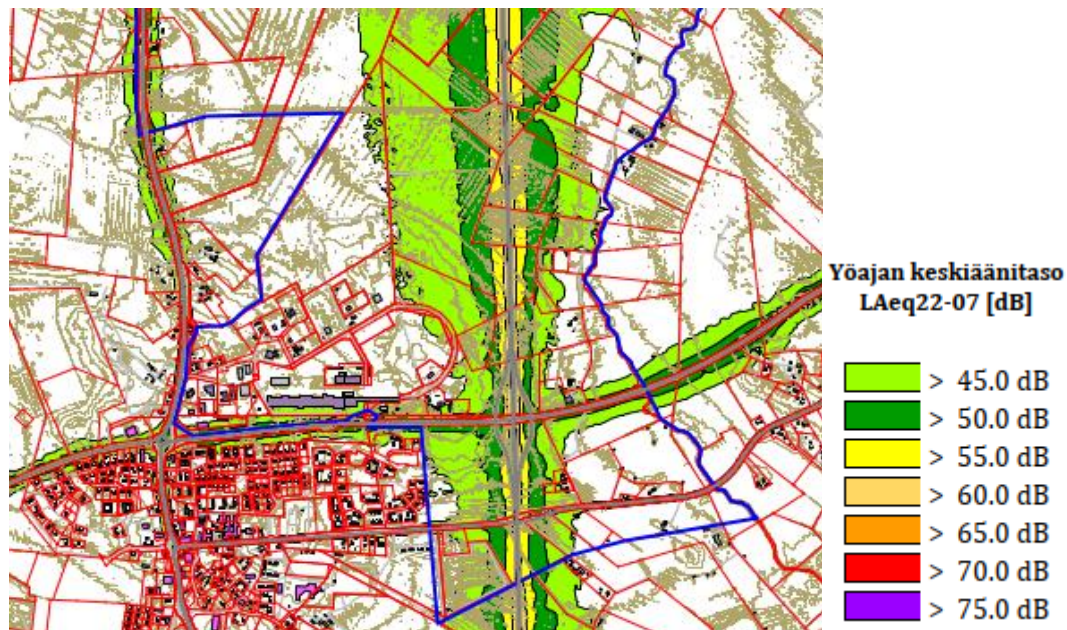 Yöajan keskiäänitaso
LAeq22-07 [dB]
> 45.0 dB
> 50.0 dB
> 55.0 dB
> 60.0 dB
> 65.0 dB
> 70.0 dB
> 75.0 dB